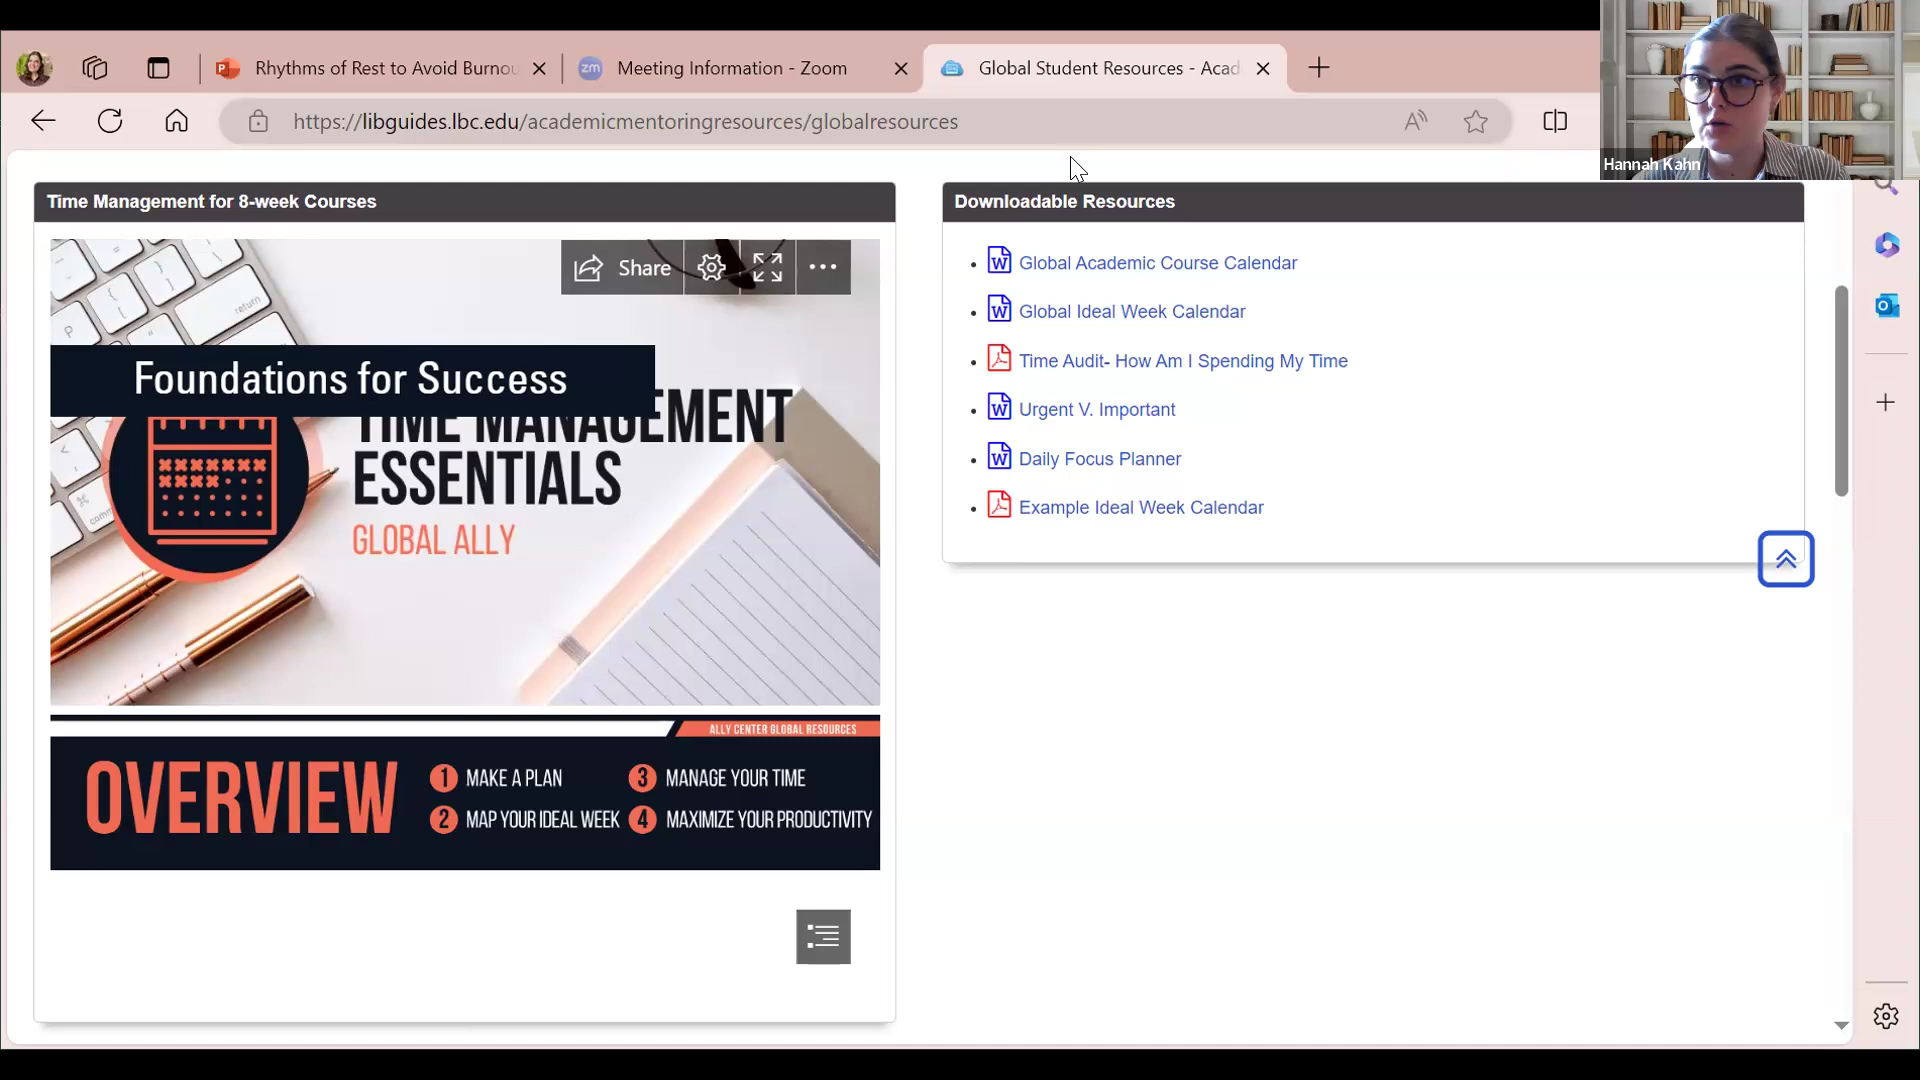 Rhythms of Rest to Avoid Burnou
Meeting Information - Zoom
Global Student Resources - Acad
https://libguides.lbc.edu/academicmentoringresources/globalresources
Hannah Kahn
Time Management for 8-week Courses
Share
return
P
Foundations for Success
TIME MANAGEMENT
ESSENTIALS
GLOBAL ALLY
ALLY CENTER GLOBAL RESOURCES
OVERVIEW
1 MAKE A PLAN
2 MAP YOUR IDEAL WEEK
3 MANAGE YOUR TIME
4 MAXIMIZE YOUR PRODUCTIVITY
Downloadable Resources
Global Academic Course Calendar
Global Ideal Week Calendar
Time Audit- How Am I Spending My Time
Urgent V. Important
Daily Focus Planner
Example Ideal Week Calendar